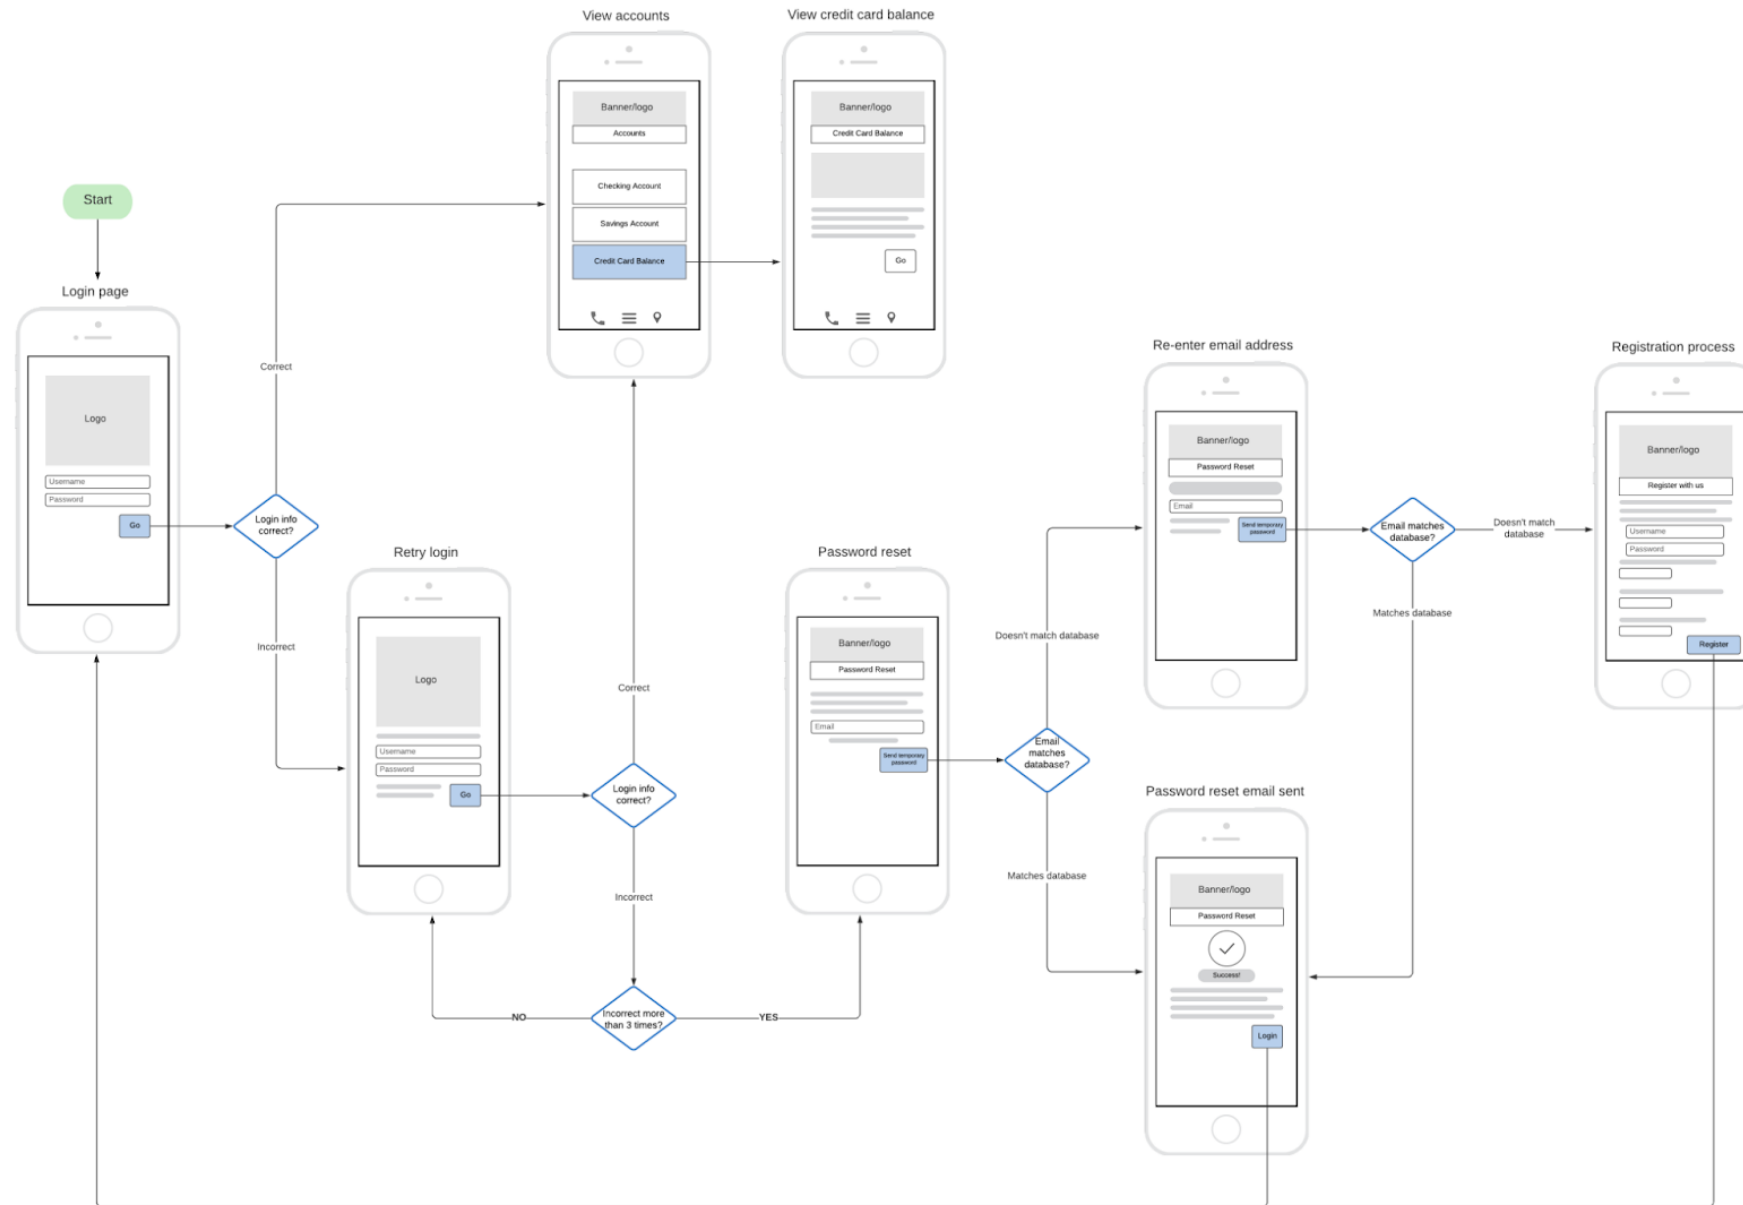 View accounts
View credit card balance
Banner/logo
Accounts
Checking Account
Savings Account
Credit Card Balance
Banner/logo
Credit Card Balance
Go
Start
Login page
Logo
Username
Password
Go
Login info
correct?
Correct
Incorrect
Retry login
Logo
Username
Password
Go
Login info
correct?
Correct
Incorrect
Incorrect more
than 3 times?
NO
YES
Password reset
Banner/logo
Password Reset
Email
Send temporary
password
Email
matches
database?
Doesn't match database
Matches database
Re-enter email address
Banner/logo
Password Reset
Email
Send temporary
password
Email matches
database?
Doesn't match
database
Matches database
Password reset email sent
Banner/logo
Password Reset
Success!
Login
Registration process
Banner/logo
Register with us
Username
Password
Register